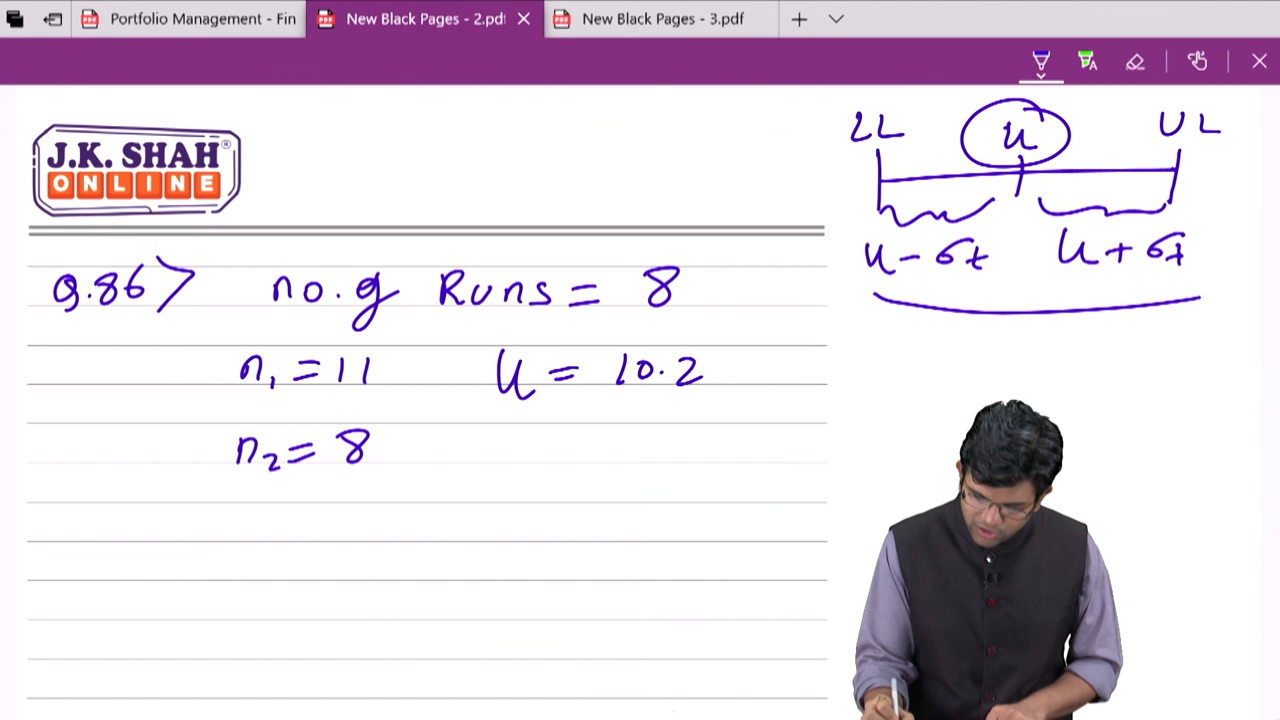 Portfolio Management - Fin
New Black Pages - 2.pdf
New Black Pages - 3.pdf
J.K. SHAH®
ONLINE
LL μ UL
μ - σt μ + σt
Q.86> no. of Runs = 8
n₁ = 11 μ = 10.2
n₂ = 8